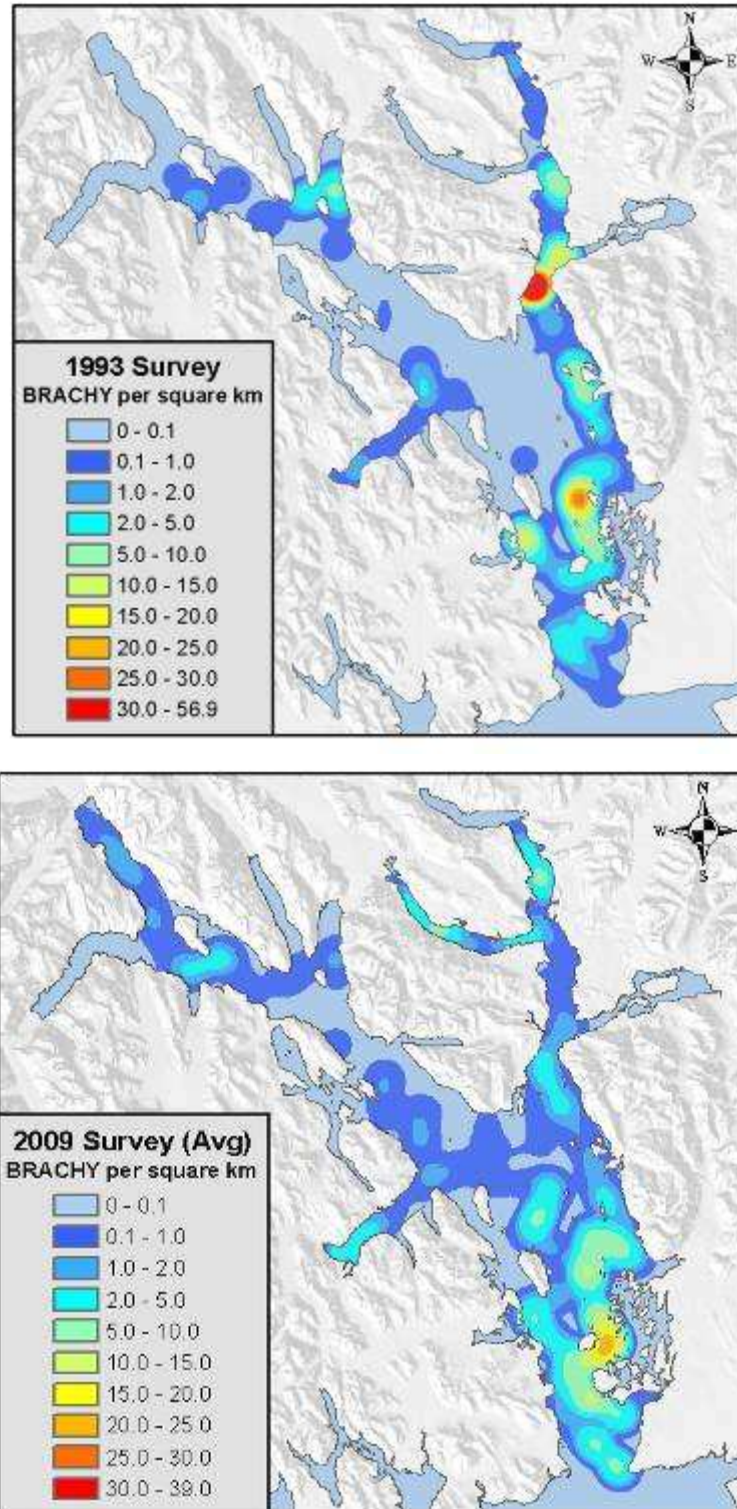 N
W E
S
1993 Survey
BRACHY per square km
0 - 0.1
0.1 - 1.0
1.0 - 2.0
2.0 - 5.0
5.0 - 10.0
10.0 - 15.0
15.0 - 20.0
20.0 - 25.0
25.0 - 30.0
30.0 - 56.9
N
W E
S
2009 Survey (Avg)
BRACHY per square km
0 - 0.1
0.1 - 1.0
1.0 - 2.0
2.0 - 5.0
5.0 - 10.0
10.0 - 15.0
15.0 - 20.0
20.0 - 25.0
25.0 - 30.0
30.0 - 39.0